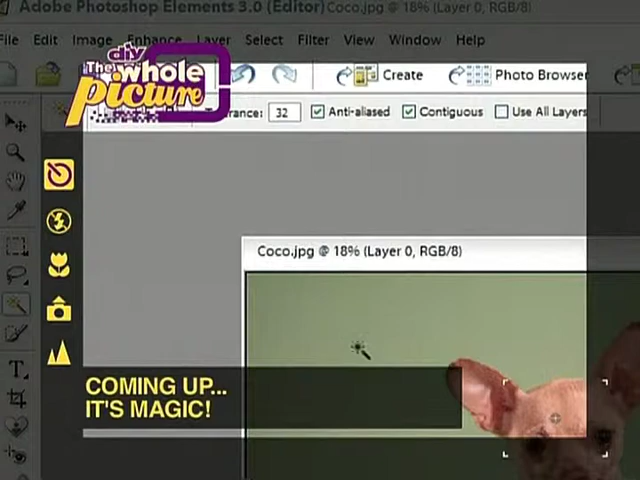 Adobe Photoshop Elements 3.0 (Editor) Coco.jpg @ 18% (Layer 0, RGB/8)
File Edit Image Enhance Layer Select Filter View Window Help
diy
The whole
picture
Create Photo Browser
32 Anti-aliased Contiguous Use All Layers
Coco.jpg @ 18% (Layer 0, RGB/8)
COMING UP...
IT'S MAGIC!